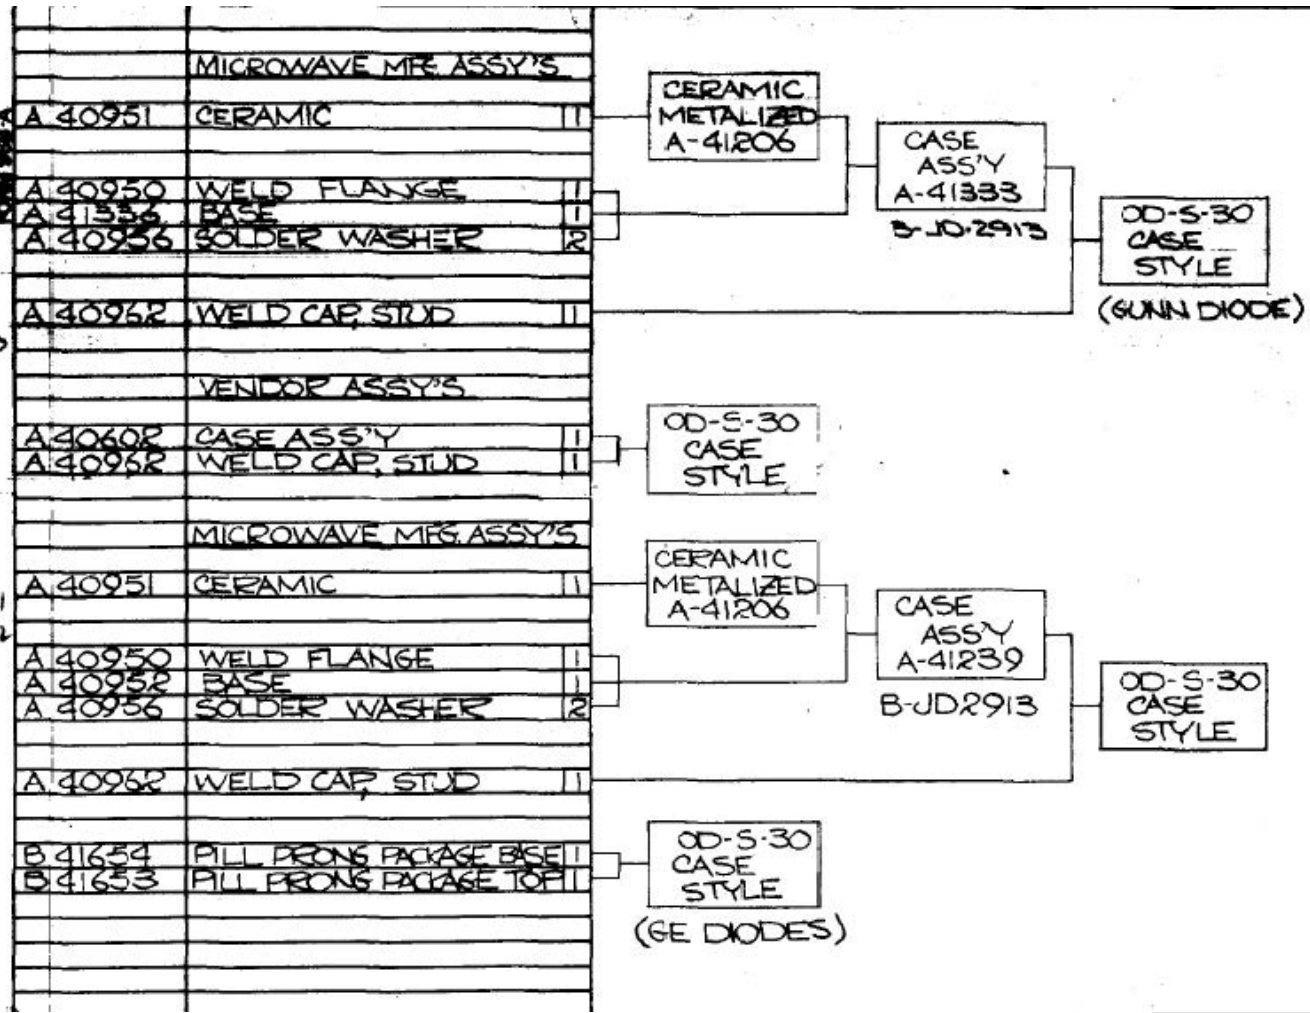 MICROWAVE MFG. ASSY'S
A 40951 CERAMIC 1
CERAMIC
METALIZED
A-41206
CASE
ASS'Y
A-41333
B-JD-2913
A 40950 WELD FLANGE 1
A 41336 BASE 1
A 40956 SOLDER WASHER 2
OD-S-30
CASE
STYLE
(GUNN DIODE)
A 40962 WELD CAP, STUD 1
VENDOR ASSY'S
A 40602 CASE ASS'Y 1
A 40962 WELD CAP, STUD 1
OD-S-30
CASE
STYLE
MICROWAVE MFG. ASSY'S
A 40951 CERAMIC 1
CERAMIC
METALIZED
A-41206
CASE
ASS'Y
A-41239
B-JD2913
A 40950 WELD FLANGE 1
A 40952 BASE 1
A 40956 SOLDER WASHER 2
OD-S-30
CASE
STYLE
A 40962 WELD CAP, STUD 1
B 41654 PILL PRONG PACKAGE BASE 1
B 41653 PILL PRONG PACKAGE TOP 1
OD-S-30
CASE
STYLE
(GE DIODES)